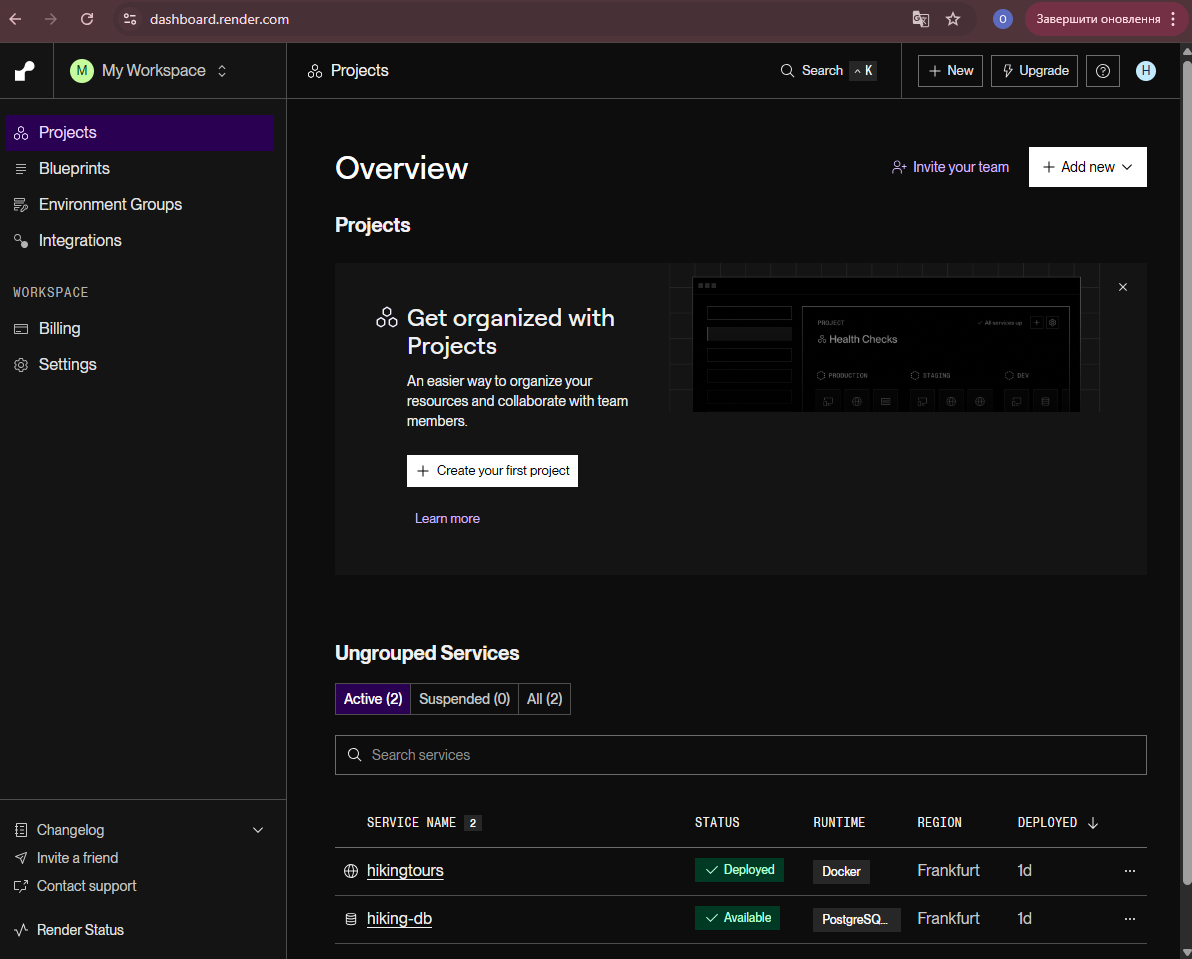 dashboard.render.com
O
Завершити оновлення
M My Workspace
Projects
Search
K
New
Upgrade
H
Projects
Blueprints
Environment Groups
Integrations
WORKSPACE
Billing
Settings
Changelog
Invite a friend
Contact support
Render Status
Overview
Invite your team
Add new
Projects
Get organized with
Projects
An easier way to organize your
resources and collaborate with team
members.
Create your first project
Learn more
PROJECT
All services up
Health Checks
PRODUCTION
STAGING
DEV
Ungrouped Services
Active (2) Suspended (0) All (2)
Search services
SERVICE NAME 2 STATUS RUNTIME REGION DEPLOYED
hikingtours Deployed Docker Frankfurt 1d
hiking-db Available PostgreSQ... Frankfurt 1d